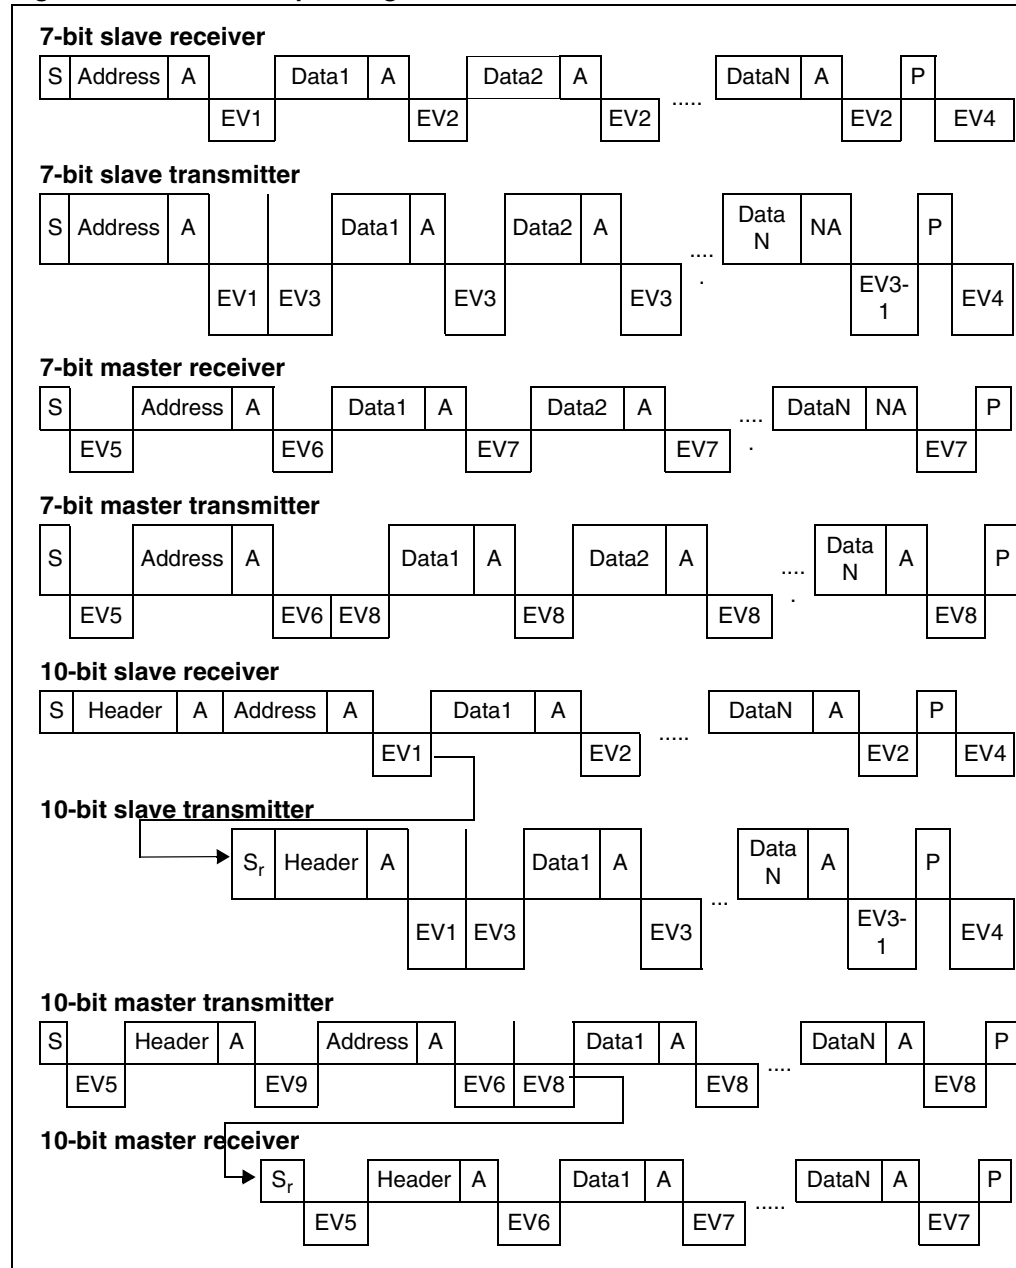 7-bit slave receiver
S Address A Data1 A Data2 A ..... DataN A P
EV1 EV2 EV2 EV2 EV4
7-bit slave transmitter
S Address A Data1 A Data2 A .... . Data N NA P
EV1 EV3 EV3 EV3 EV3-1 EV4
7-bit master receiver
S Address A Data1 A Data2 A .... . DataN NA P
EV5 EV6 EV7 EV7 EV7
7-bit master transmitter
S Address A Data1 A Data2 A .... . Data N A P
EV5 EV6 EV8 EV8 EV8 EV8
10-bit slave receiver
S Header A Address A Data1 A ..... DataN A P
EV1 EV2 EV2 EV4
10-bit slave transmitter
Sr Header A Data1 A ... Data N A P
EV1 EV3 EV3 EV3-1 EV4
10-bit master transmitter
S Header A Address A Data1 A .... DataN A P
EV5 EV9 EV6 EV8 EV8 EV8
10-bit master receiver
Sr Header A Data1 A ..... DataN A P
EV5 EV6 EV7 EV7